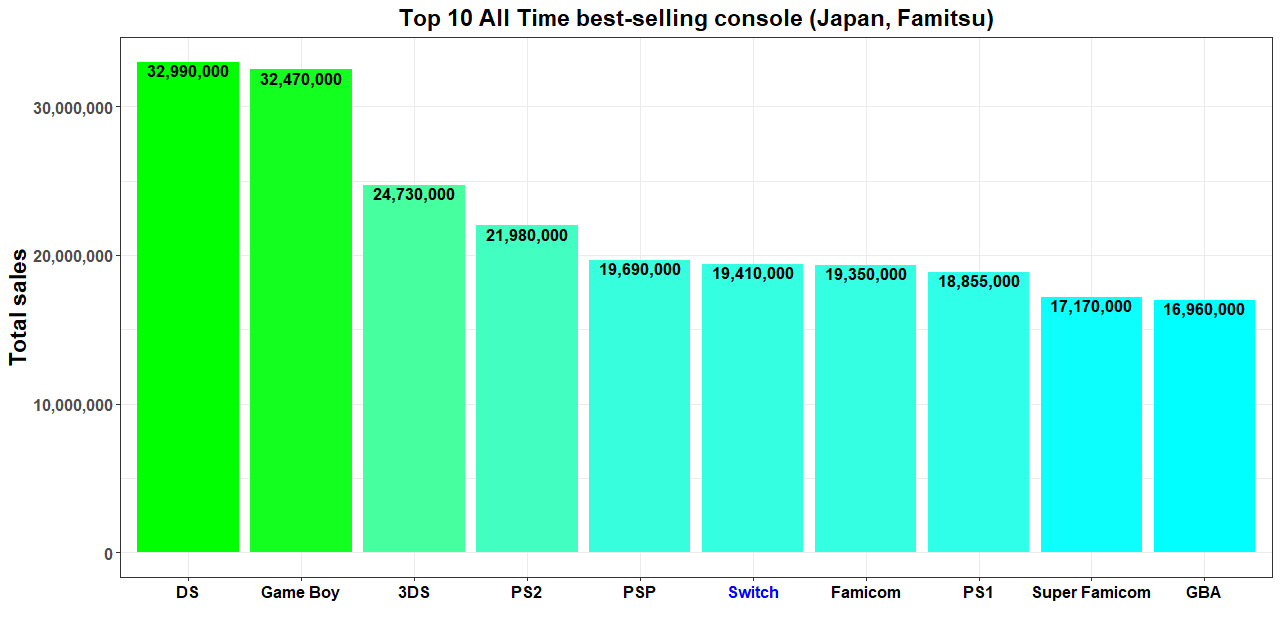 Top 10 All Time best-selling console (Japan, Famitsu)
Total sales
30,000,000
20,000,000
10,000,000
0
32,990,000
32,470,000
24,730,000
21,980,000
19,690,000
19,410,000
19,350,000
18,855,000
17,170,000
16,960,000
DS
Game Boy
3DS
PS2
PSP
Switch
Famicom
PS1
Super Famicom
GBA